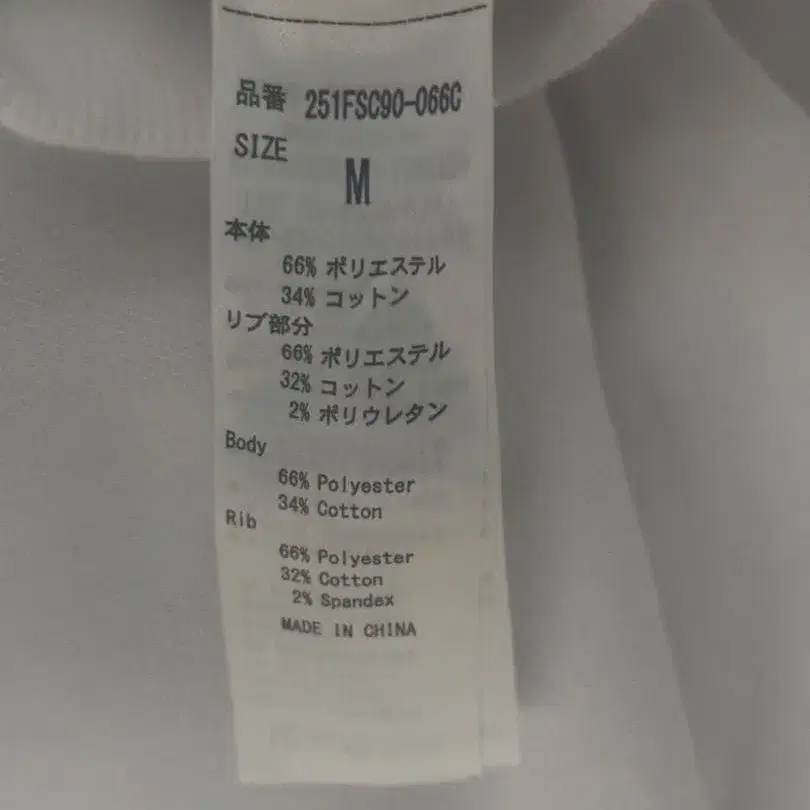 品番 251FSC90-066C
SIZE
M
本体
66% ポリエステル
34% コットン
リブ部分
66% ポリエステル
32% コットン
2% ポリウレタン
Body
66% Polyester
34% Cotton
Rib
66% Polyester
32% Cotton
2% Spandex
MADE IN CHINA